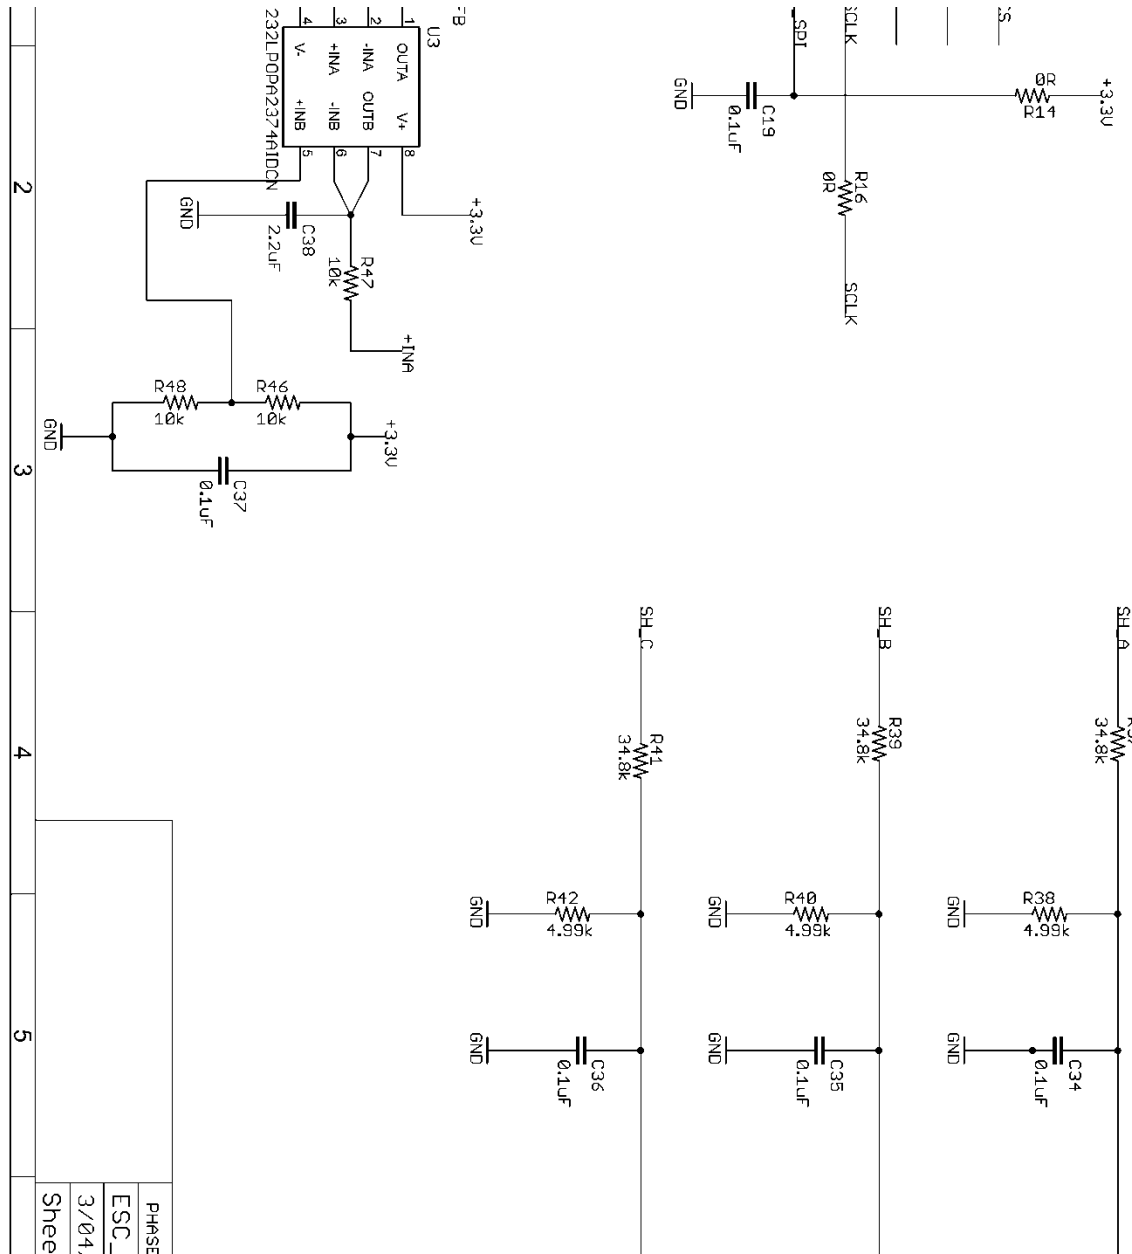 U3
1
2
3
4
OUTA
-INA
+INA
V-
V+
OUTB
-INB
+INB
8
7
6
5
232LPOPA2374AIDCN
+3.3V
GND
C38
2.2uF
R47
10k
+INA
R48
10k
R46
10k
GND
+3.3V
C37
0.1uF
SPI
SCLK
GND
C19
0.1uF
0R
R14
+3.3V
R16
0R
SCLK
SH_C
SH_B
SH_A
R41
34.8k
R39
34.8k
34.8k
GND
R42
4.99k
GND
R40
4.99k
GND
R38
4.99k
GND
C36
0.1uF
GND
C35
0.1uF
GND
C34
0.1uF
2
3
4
5
PHASE
ESC_
3/04
Shee